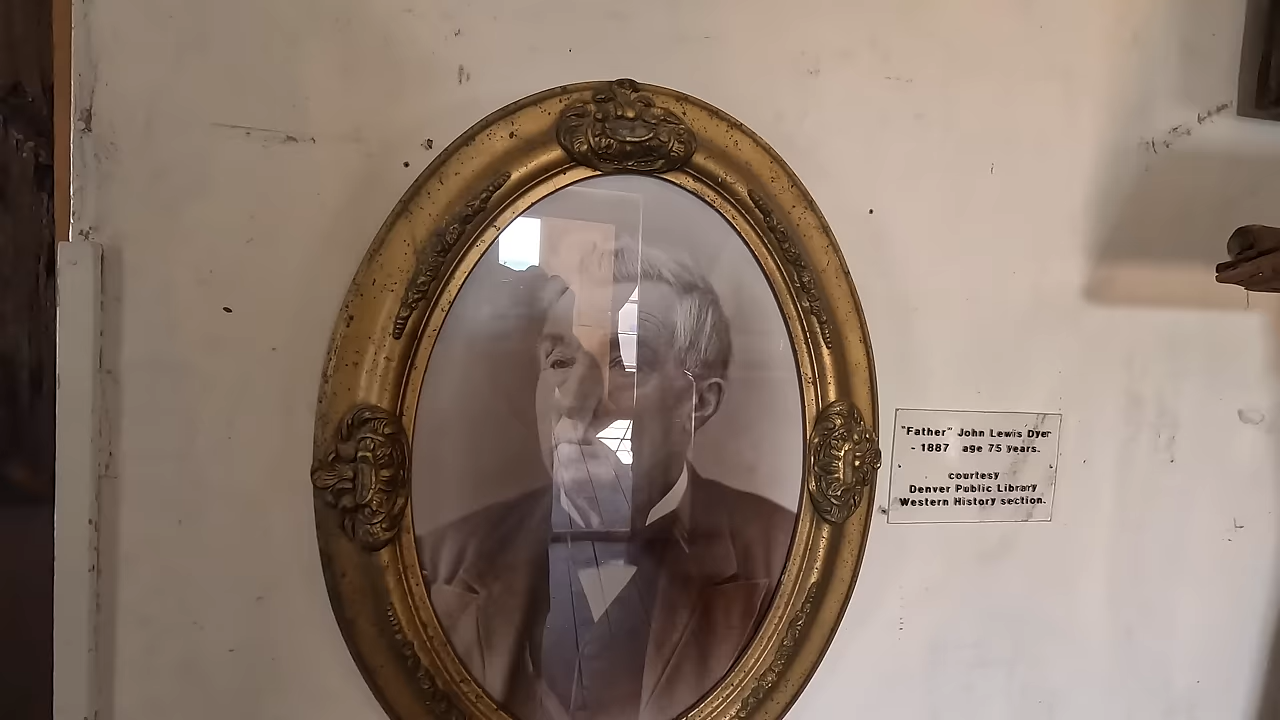 "Father" John Lewis Dyer
- 1887 age 75 years.
courtesy
Denver Public Library
Western History section.